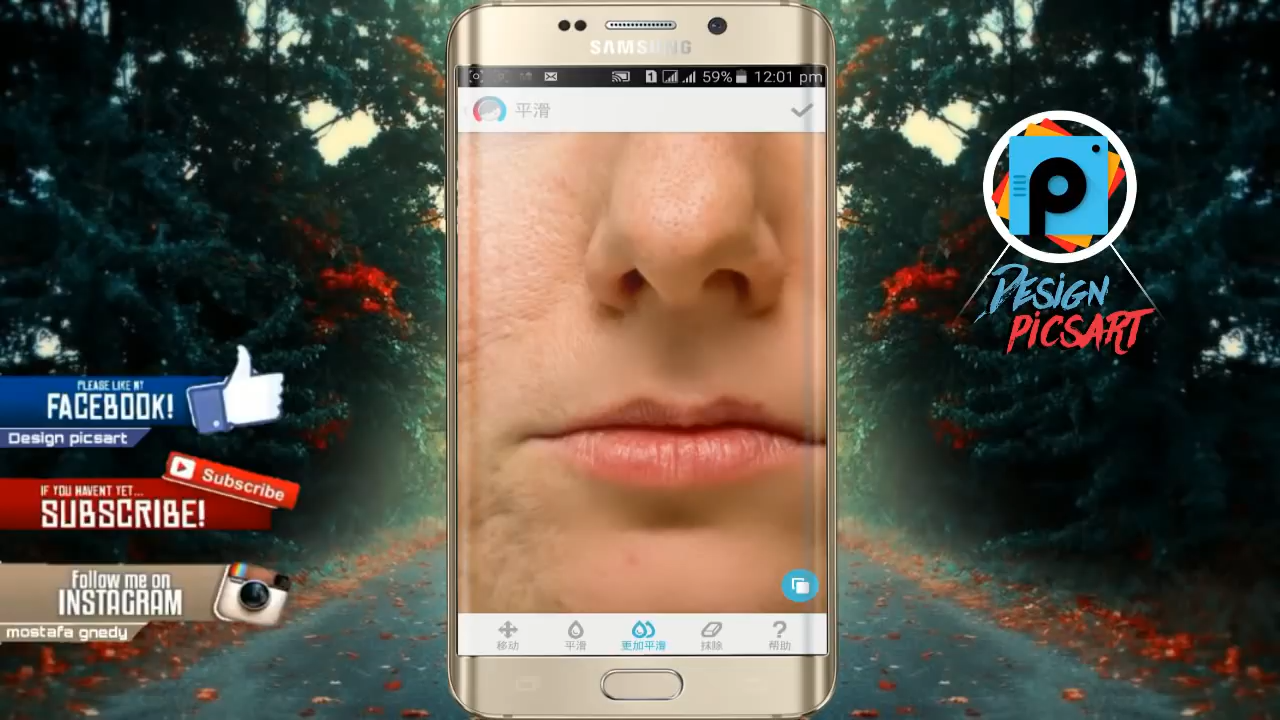 SAMSUNG
1
59%
12:01 pm
平滑
DESIGN
PICSART
PLEASE LIKE MY
FACEBOOK!
Design picsart
Subscribe
IF YOU HAVENT YET...
SUBSCRIBE!
Follow me on
INSTAGRAM
mostafa gnedy
移动
平滑
更加平滑
抹除
帮助